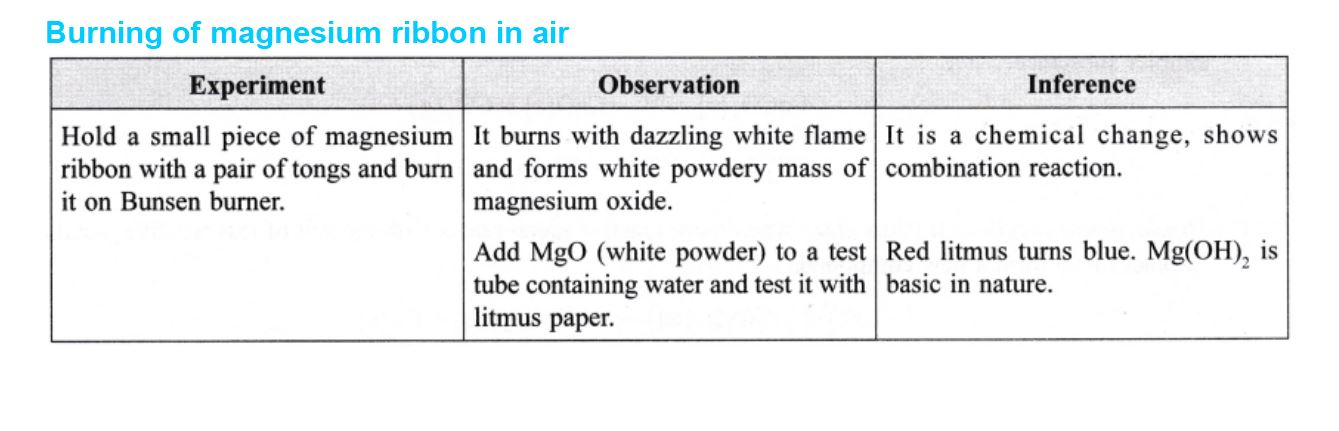 Burning of magnesium ribbon in air
Experiment
Observation
Inference
Hold a small piece of magnesium
ribbon with a pair of tongs and burn
it on Bunsen burner.
It burns with dazzling white flame
and forms white powdery mass of
magnesium oxide.
It is a chemical change, shows
combination reaction.
Add MgO (white powder) to a test
tube containing water and test it with
litmus paper.
Red litmus turns blue. Mg(OH)₂ is
basic in nature.